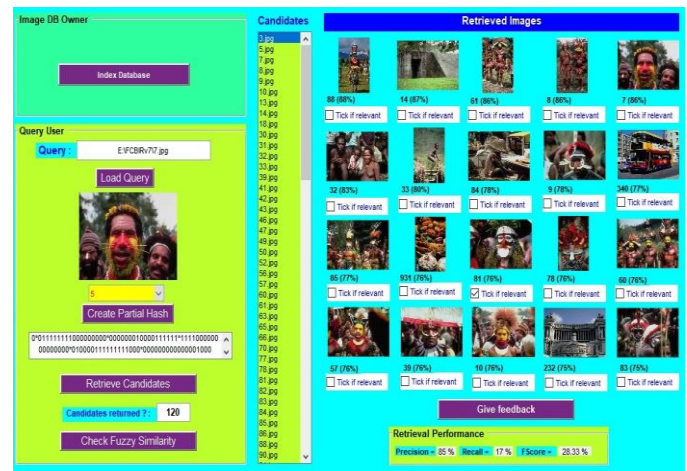 Image DB Owner
Index Database
Query User
Query :
E:\FCBIRv7\7.jpg
Load Query
5
Create Partial Hash
0*0111111111000000000*00000010000111111*1111000000
00000000*010000111111111000*000000000000001000
Retrieve Candidates
Candidates returned ? :
120
Check Fuzzy Similarity
Candidates
3.jpg
5.jpg
7.jpg
8.jpg
9.jpg
10.jpg
13.jpg
14.jpg
18.jpg
30.jpg
31.jpg
32.jpg
33.jpg
39.jpg
41.jpg
42.jpg
43.jpg
46.jpg
47.jpg
49.jpg
50.jpg
52.jpg
56.jpg
57.jpg
60.jpg
61.jpg
63.jpg
65.jpg
66.jpg
70.jpg
77.jpg
78.jpg
81.jpg
82.jpg
83.jpg
84.jpg
85.jpg
86.jpg
88.jpg
90.jpg
Retrieved Images
88 (88%) 14 (87%) 61 (86%) 8 (86%) 7 (86%)
Tick if relevant Tick if relevant Tick if relevant Tick if relevant Tick if relevant
32 (83%) 33 (80%) 84 (78%) 9 (78%) 340 (77%)
Tick if relevant Tick if relevant Tick if relevant Tick if relevant Tick if relevant
85 (77%) 931 (76%) 81 (76%) 78 (76%) 60 (76%)
Tick if relevant Tick if relevant Tick if relevant Tick if relevant Tick if relevant
57 (76%) 39 (76%) 10 (76%) 232 (75%) 83 (75%)
Tick if relevant Tick if relevant Tick if relevant Tick if relevant Tick if relevant
Give feedback
Retrieval Performance
Precision = 85 % Recall = 17 % FScore = 28.33 %